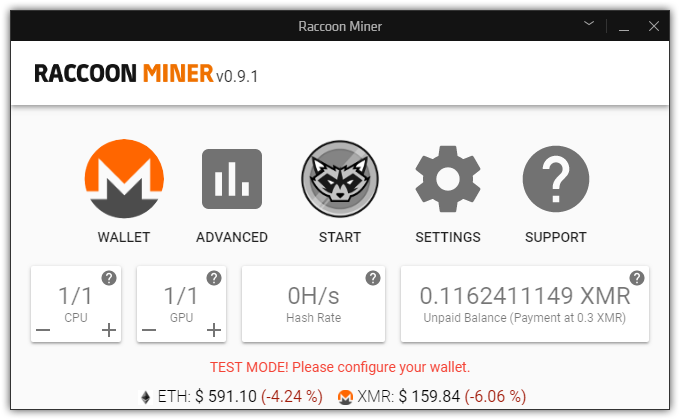 Raccoon Miner
RACCOON MINER v0.9.1
WALLET ADVANCED START SETTINGS SUPPORT
1/1 1/1 0H/s 0.1162411149 XMR
CPU GPU Hash Rate Unpaid Balance (Payment at 0.3 XMR)
TEST MODE! Please configure your wallet.
ETH: $ 591.10 (-4.24 %) XMR: $ 159.84 (-6.06 %)